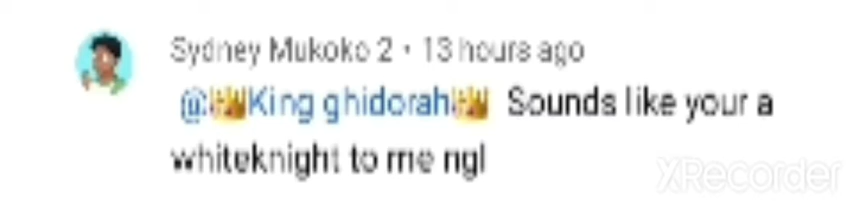 Sydney Mukoko 2 • 13 hours ago
@👑King ghidorah👑 Sounds like your a
whiteknight to me ngl
XRecorder